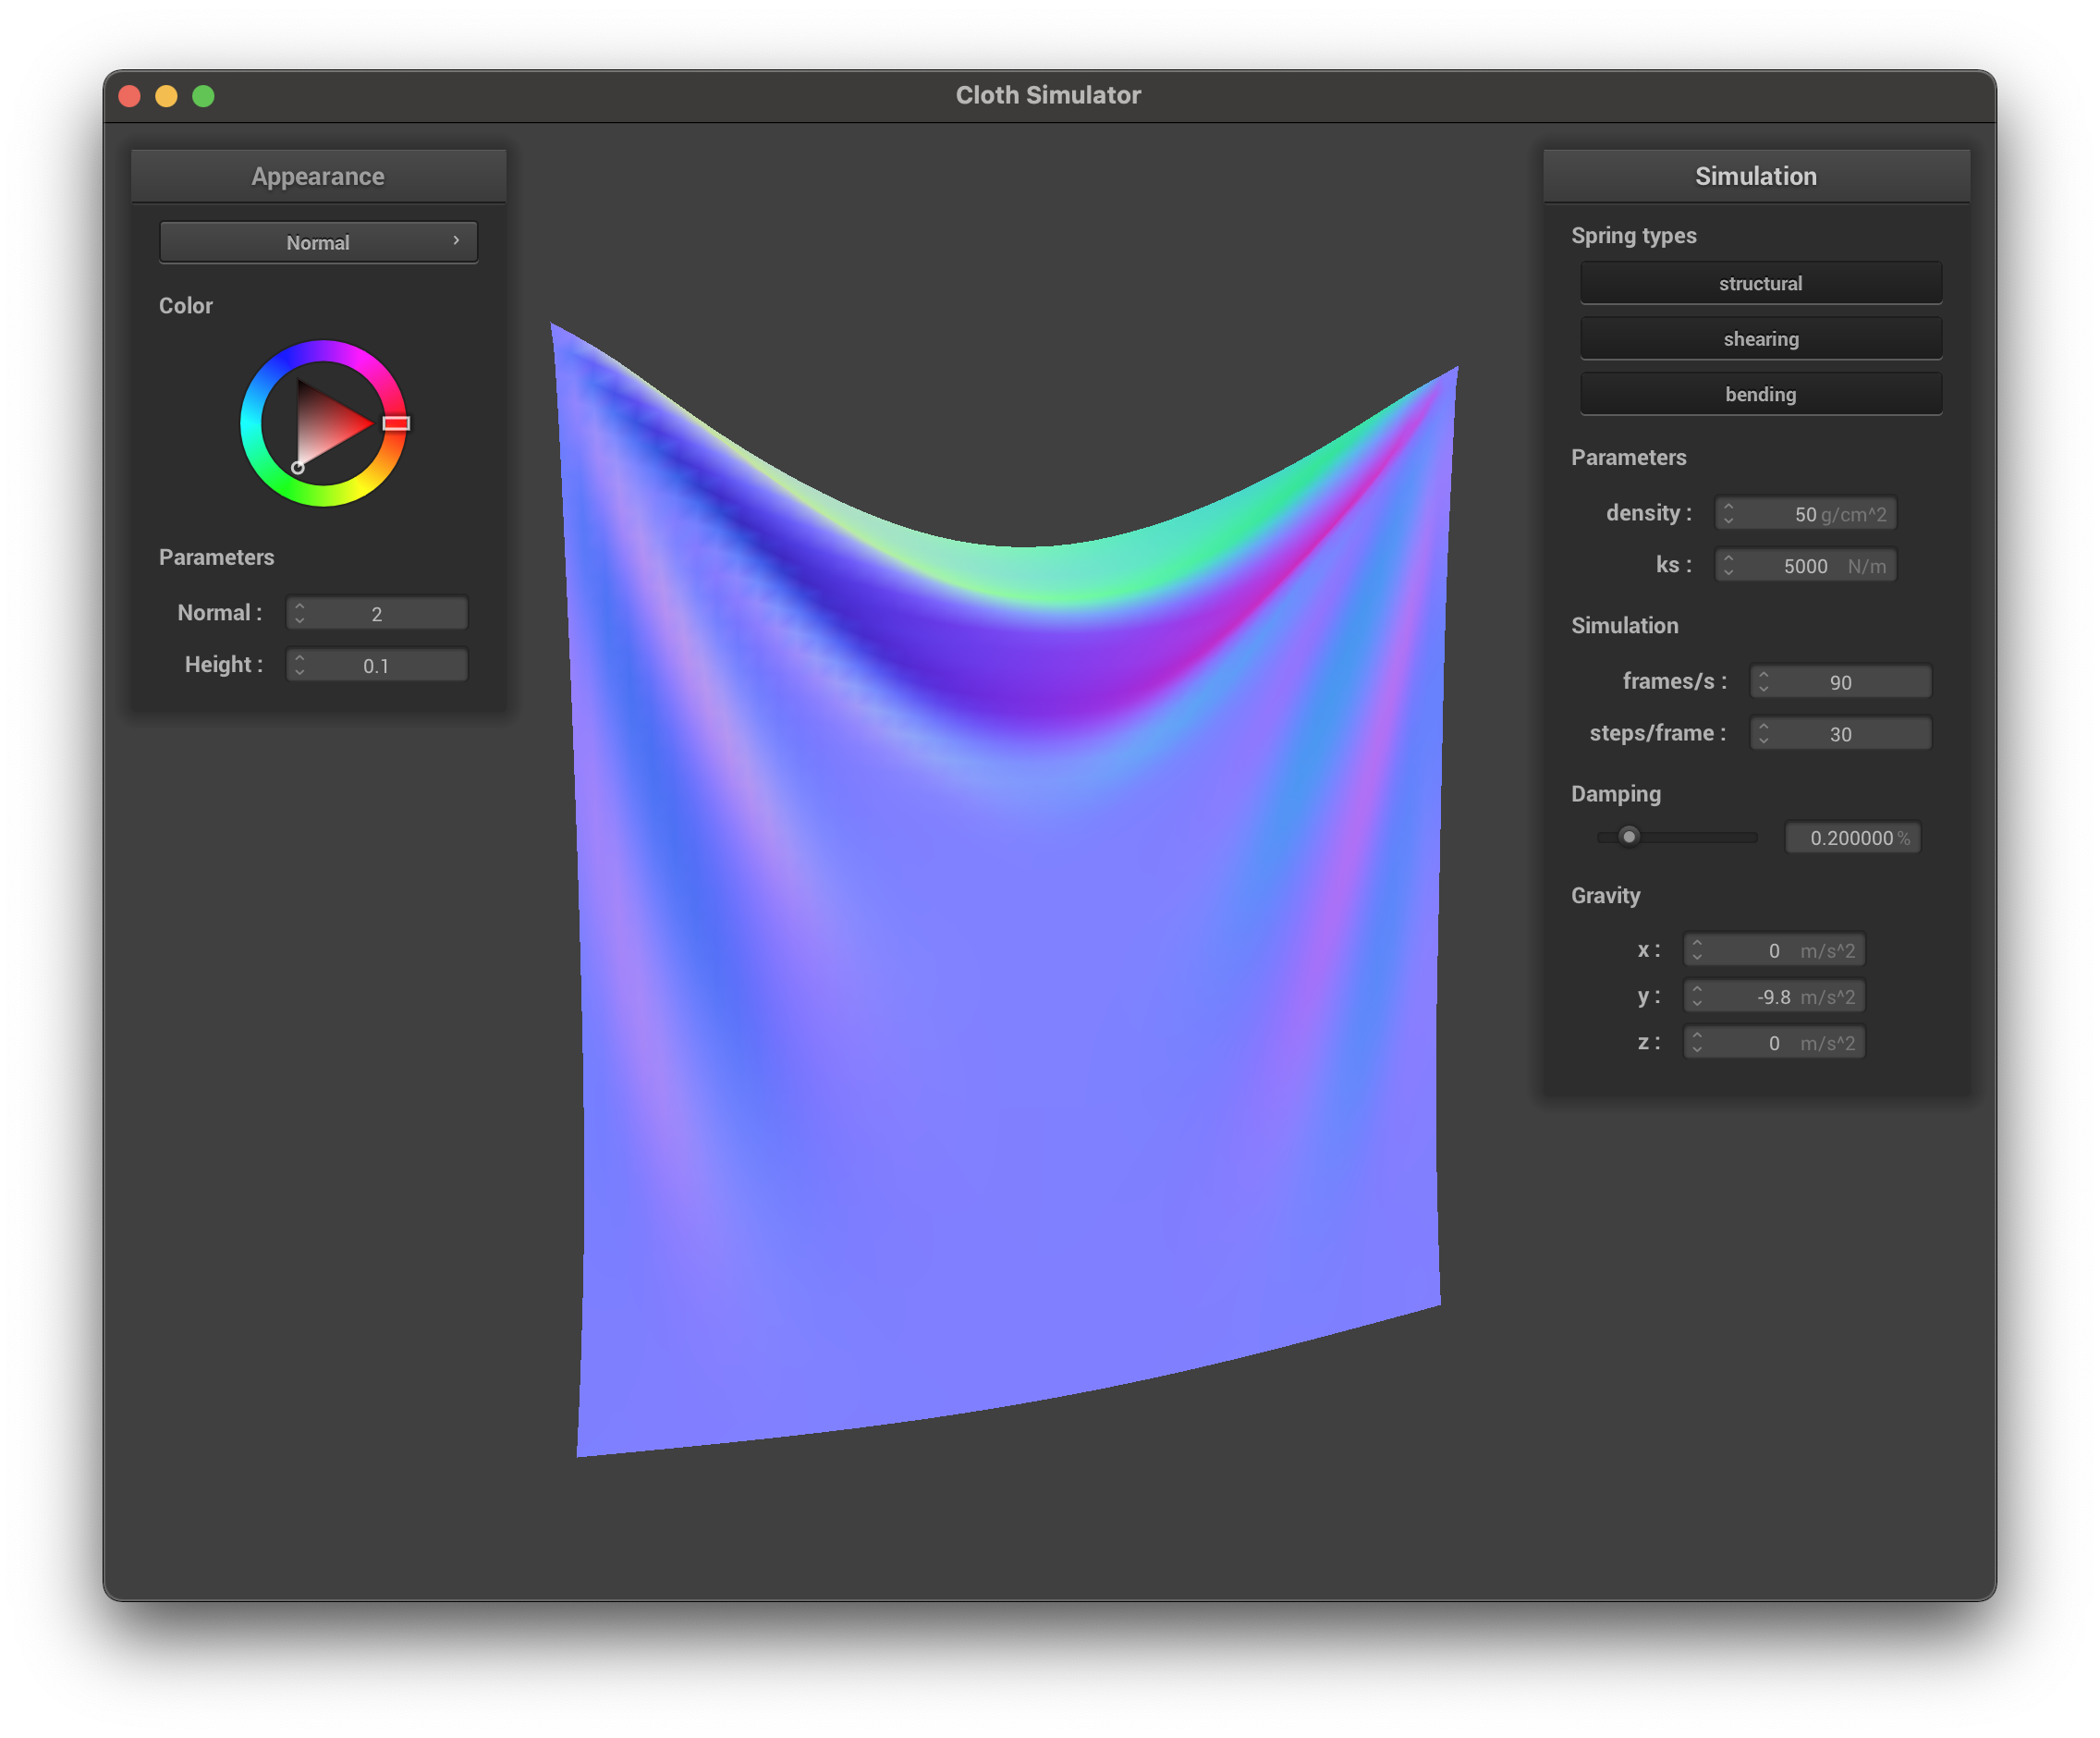 Cloth Simulator
Appearance
Normal
Color
Parameters
Normal : 2
Height : 0.1
Simulation
Spring types
structural
shearing
bending
Parameters
density : 50 g/cm^2
ks : 5000 N/m
Simulation
frames/s : 90
steps/frame : 30
Damping
0.200000 %
Gravity
x : 0 m/s^2
y : -9.8 m/s^2
z : 0 m/s^2